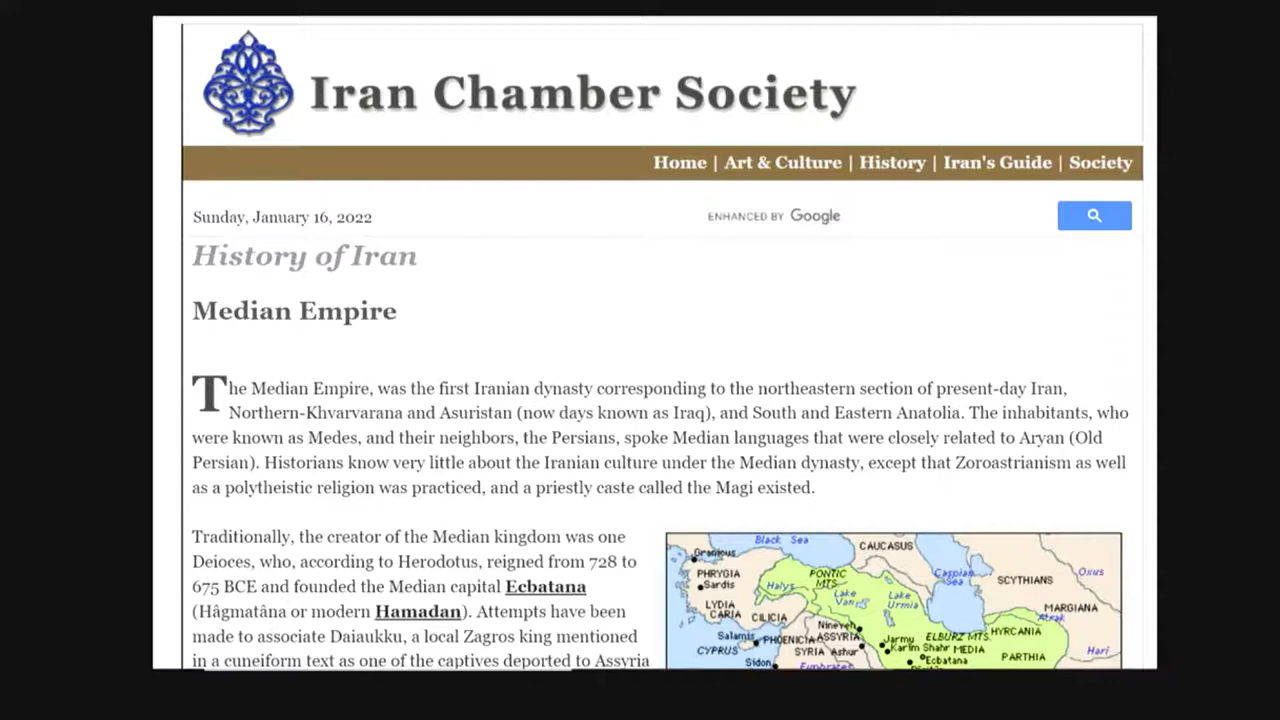 Iran Chamber Society
Home | Art & Culture | History | Iran's Guide | Society
Sunday, January 16, 2022
ENHANCED BY Google
History of Iran
Median Empire
The Median Empire, was the first Iranian dynasty corresponding to the northeastern section of present-day Iran,
Northern-Khvarvarana and Asuristan (now days known as Iraq), and South and Eastern Anatolia. The inhabitants, who
were known as Medes, and their neighbors, the Persians, spoke Median languages that were closely related to Aryan (Old
Persian). Historians know very little about the Iranian culture under the Median dynasty, except that Zoroastrianism as well
as a polytheistic religion was practiced, and a priestly caste called the Magi existed.
Traditionally, the creator of the Median kingdom was one
Deioces, who, according to Herodotus, reigned from 728 to
675 BCE and founded the Median capital Ecbatana
(Hâgmatâna or modern Hamadan). Attempts have been
made to associate Daiaukku, a local Zagros king mentioned
in a cuneiform text as one of the captives deported to Assyria
Black Sea
CAUCASUS
Granicus
PHRYGIA
Sardis
PONTIC
MTS.
Halys
Caspian
Sea
SCYTHIANS
Oxus
Lake
Van
Lake
Urmia
LYDIA
CARIA
CILICIA
MARGIANA
Atrak
Nineveh
HYRCANIA
Salamis
PHOENICIA
ASSYRIA
Jarmu
ELBURZ MTS.
CYPRUS
SYRIA
Ashur
Karim Shahr
MEDIA
PARTHIA
Hari
Sidon
Euphrates
Ecbatana